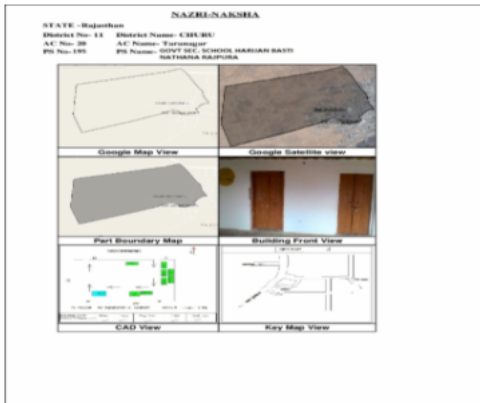 NAZRI-NAKSHA
STATE -Rajasthan
District No- 11 District Name- CHURU
AC No- 20 AC Name- Taranagar
PS No-195 PS Name- GOVT SEC. SCHOOL HARIJAN BASTI
NATHANA RAJPURA
Google Map View Google Satellite view
Part Boundary Map Building Front View
CAD View Key Map View